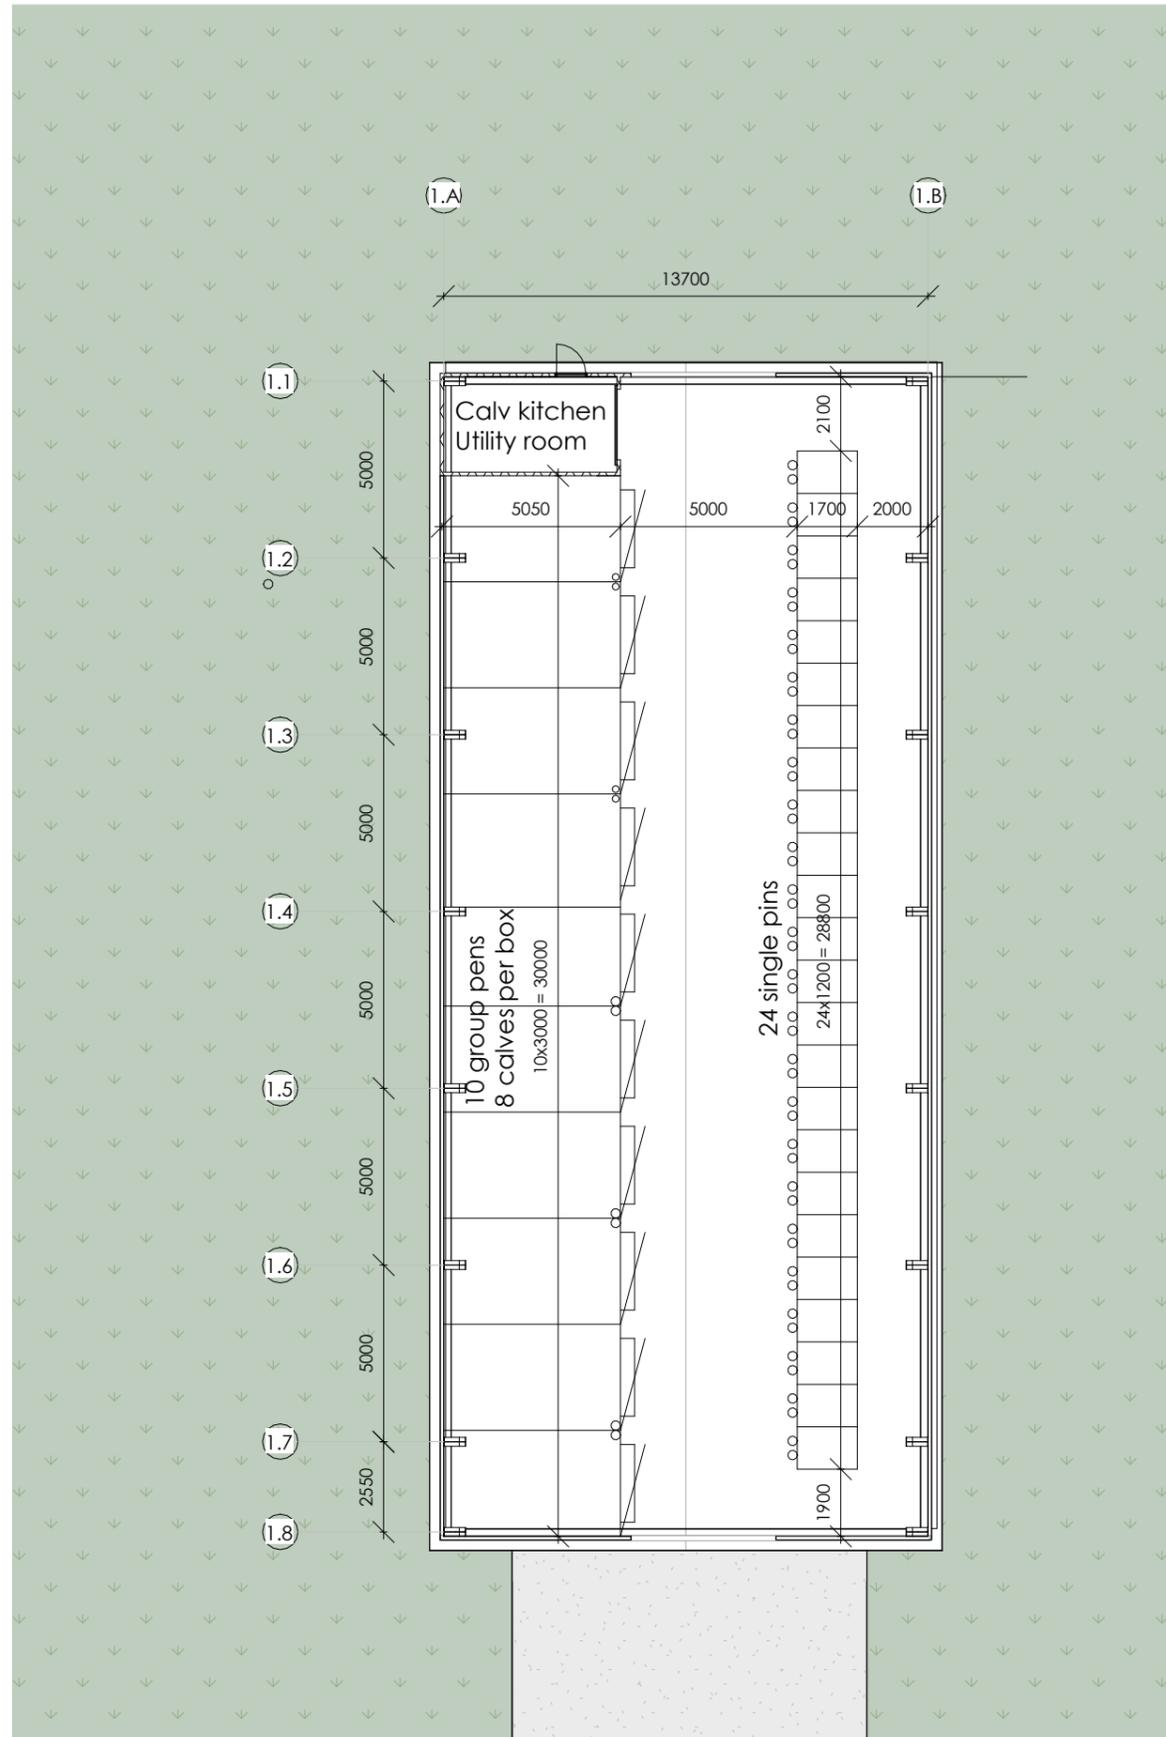 1.A
1.B
13700
1.1
Calv kitchen
Utility room
2100
5000
5050
5000
1700
2000
1.2
5000
1.3
5000
1.4
10 group pens
8 calves per box
10x3000 = 30000
24 single pins
24x1200 = 28800
5000
1.5
5000
1.6
5000
1.7
2550
1900
1.8